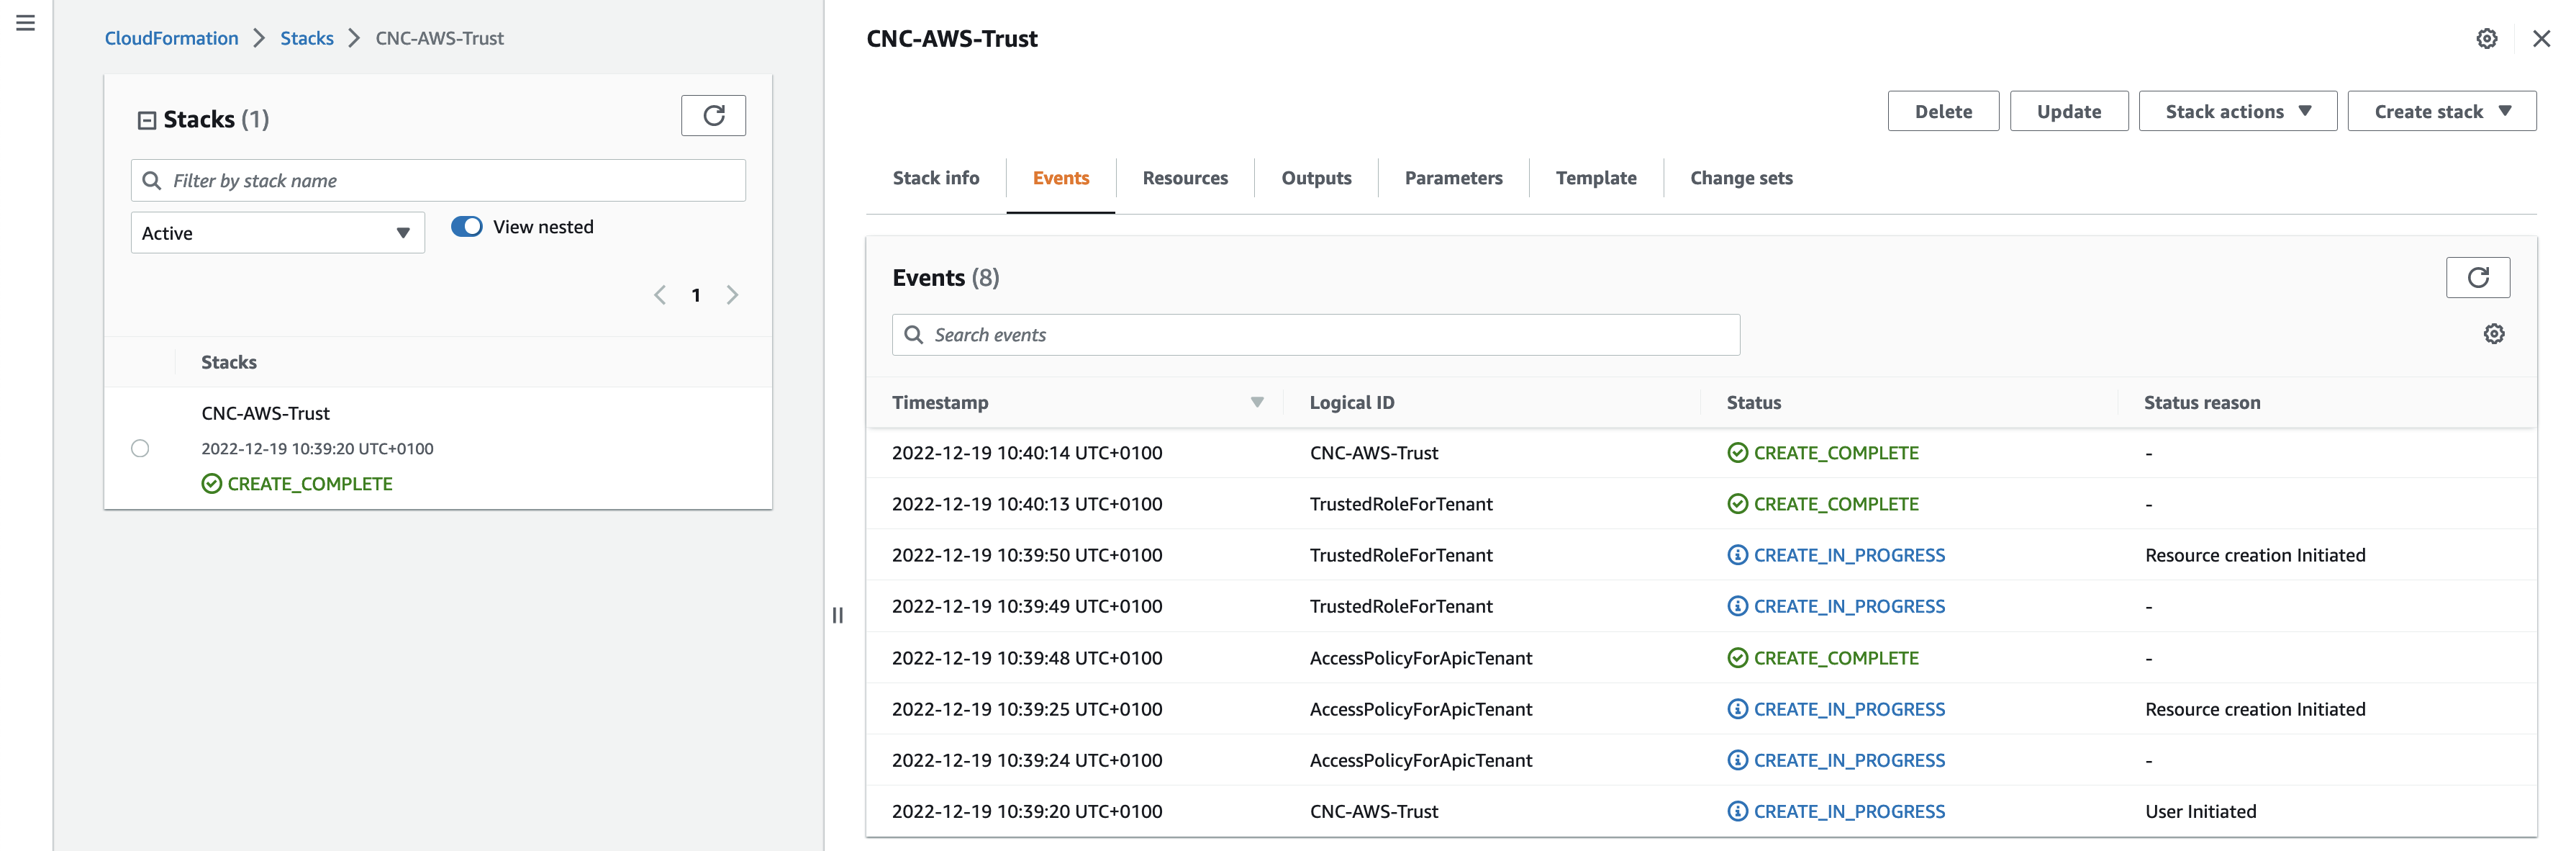 CloudFormation > Stacks > CNC-AWS-Trust
Stacks (1)
Filter by stack name
Active
View nested
1
Stacks
CNC-AWS-Trust
2022-12-19 10:39:20 UTC+0100
CREATE_COMPLETE
CNC-AWS-Trust
Delete Update Stack actions Create stack
Stack info Events Resources Outputs Parameters Template Change sets
Events (8)
Search events
Timestamp Logical ID Status Status reason
2022-12-19 10:40:14 UTC+0100 CNC-AWS-Trust CREATE_COMPLETE -
2022-12-19 10:40:13 UTC+0100 TrustedRoleForTenant CREATE_COMPLETE -
2022-12-19 10:39:50 UTC+0100 TrustedRoleForTenant CREATE_IN_PROGRESS Resource creation Initiated
2022-12-19 10:39:49 UTC+0100 TrustedRoleForTenant CREATE_IN_PROGRESS -
2022-12-19 10:39:48 UTC+0100 AccessPolicyForApicTenant CREATE_COMPLETE -
2022-12-19 10:39:25 UTC+0100 AccessPolicyForApicTenant CREATE_IN_PROGRESS Resource creation Initiated
2022-12-19 10:39:24 UTC+0100 AccessPolicyForApicTenant CREATE_IN_PROGRESS -
2022-12-19 10:39:20 UTC+0100 CNC-AWS-Trust CREATE_IN_PROGRESS User Initiated